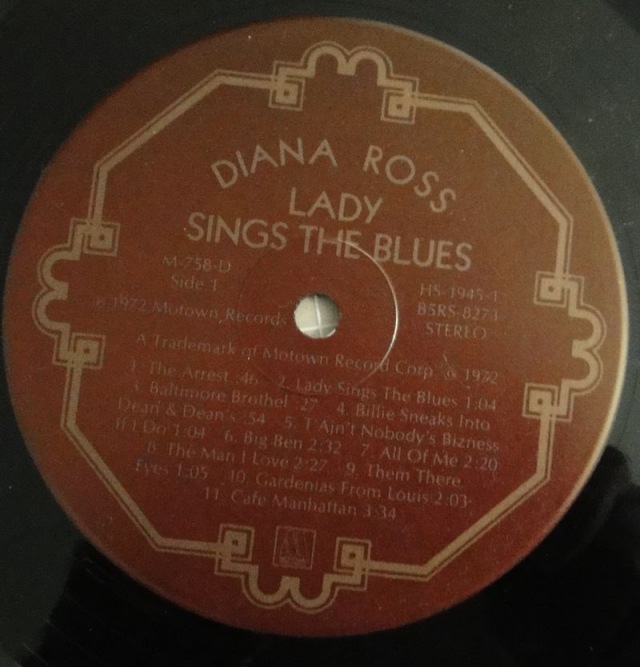 DIANA ROSS
LADY
SINGS THE BLUES
M-758-D
Side 1
HS-1945-1
BSRS-8273
STEREO
℗ 1972 Motown Records
A Trademark of Motown Record Corp. © 1972
1. The Arrest :46 2. Lady Sings The Blues 1:04
3. Baltimore Brothel :27 4. Billie Sneaks Into
Dean & Dean's :54 5. T'Ain't Nobody's Bizness
If I Do 1:04 6. Big Ben 2:32 7. All Of Me 2:20
8. The Man I Love 2:27 9. Them There
Eyes 1:05 10. Gardenias From Louis 2:03
11. Cafe Manhattan 3:34